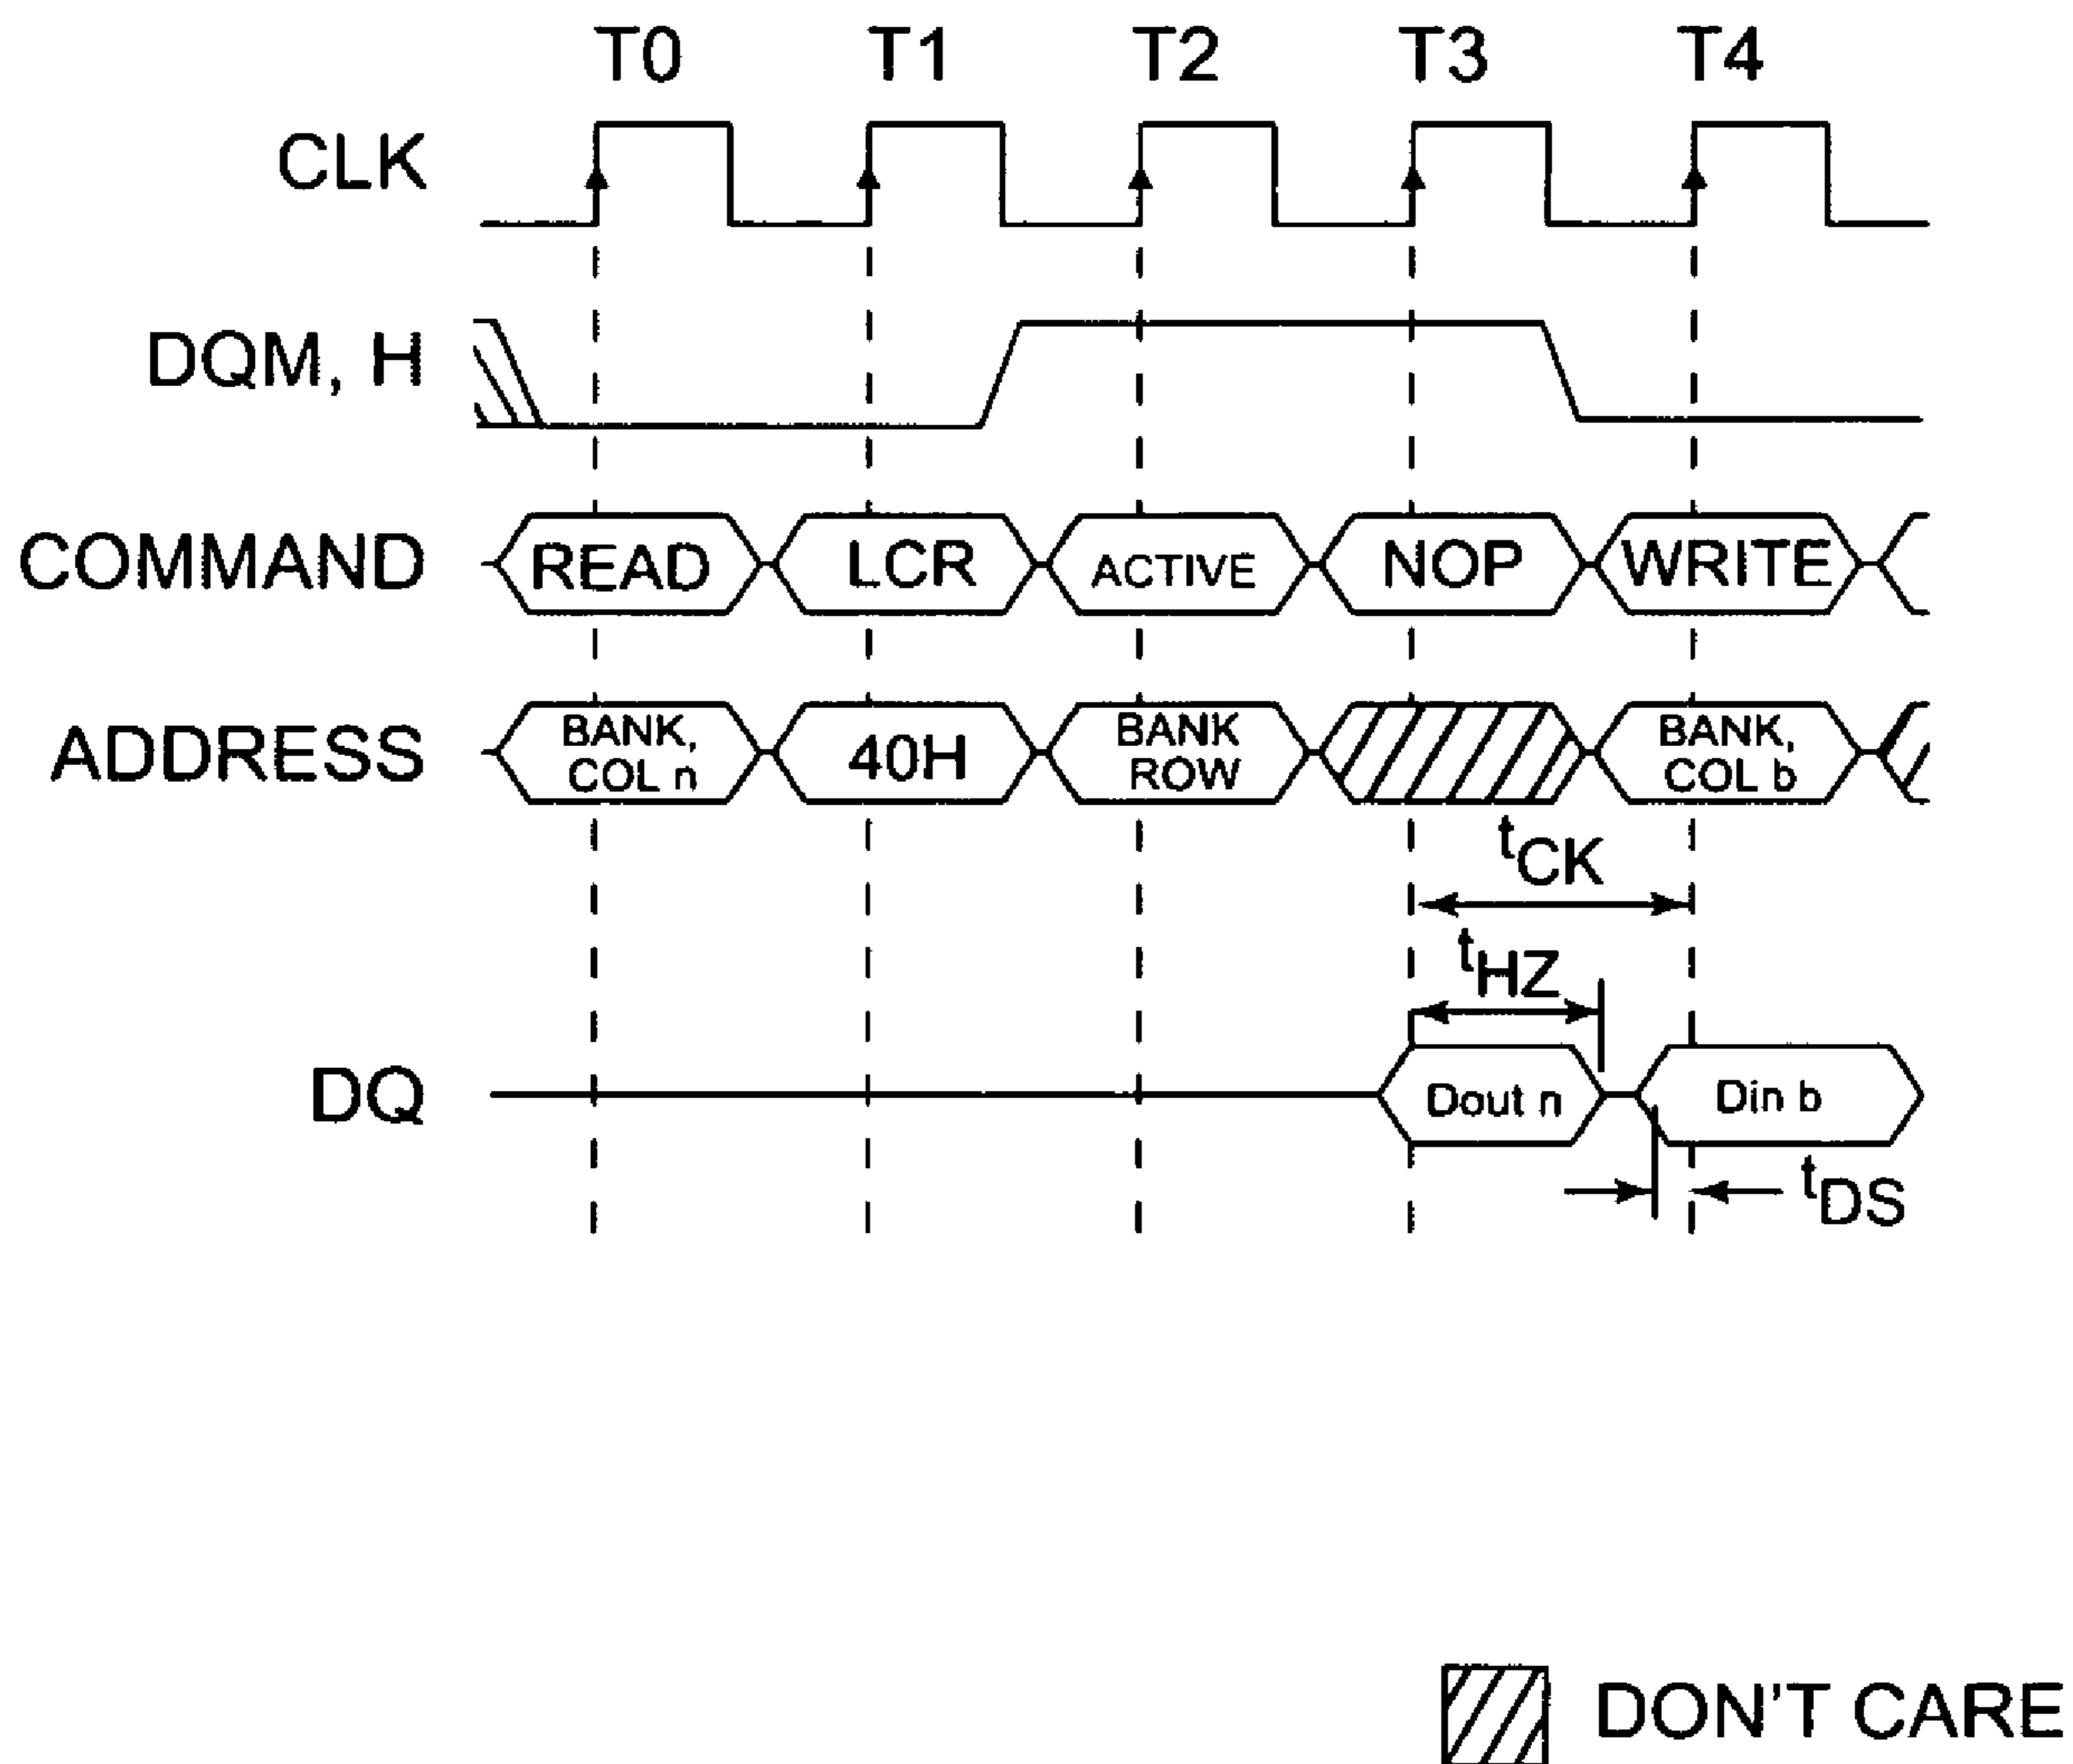 T0 T1 T2 T3 T4
CLK
DQM, H
COMMAND READ LCR ACTIVE NOP WRITE
ADDRESS BANK, COL n 40H BANK ROW BANK, COL b
tCK
tHZ
DQ Dout n Din b
tDS
DON'T CARE